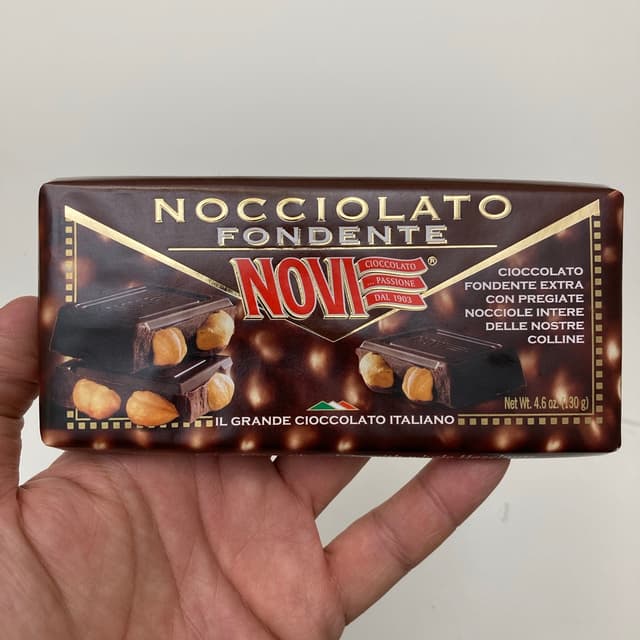 NOCCIOLATO
FONDENTE
NOVI®
CIOCCOLATO
... PASSIONE
DAL 1903
CIOCCOLATO
FONDENTE EXTRA
CON PREGIATE
NOCCIOLE INTERE
DELLE NOSTRE
COLLINE
Net Wt. 4.6 oz. (130 g)
IL GRANDE CIOCCOLATO ITALIANO